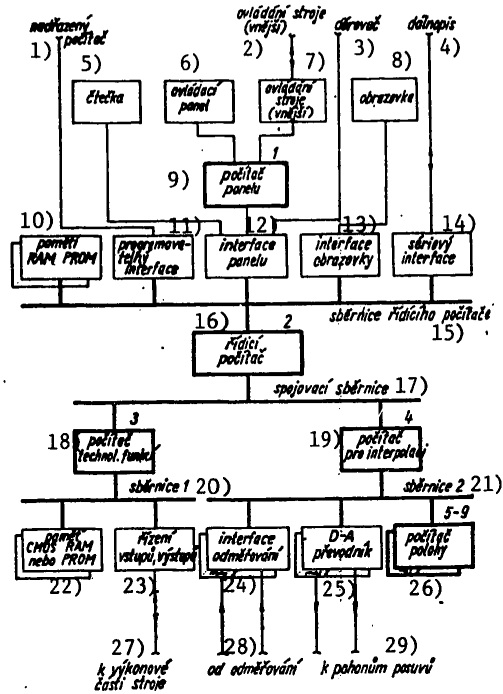 nadřazený
počítač
1)
ovládání stroje
(vnější)
2)
děrovač
3)
dálnopis
4)
5)
čtečka
6)
ovládací
panel
7)
ovládání
stroje
(vnější)
8)
obrazovka
9)
1
počítač
panelu
10)
paměti
RAM PROM
11)
programova-
telný
interface
12)
interface
panelu
13)
interface
obrazovky
14)
sériový
interface
sběrnice řídícího počítače
15)
16)
2
řídicí
počítač
spojovací sběrnice 17)
3
18)
počítač
technol. funkcí
4
19)
počítač
pro interpolaci
sběrnice 1 20)
sběrnice 2 21)
paměť
CMOS RAM
nebo PROM
22)
řízení
vstupů, výstupů
23)
interface
odměřování
24)
D-A
převodník
25)
5-9
počítač
polohy
26)
27)
28)
29)
k výkonové
části stroje
od odměřování
k pohonům posuvů